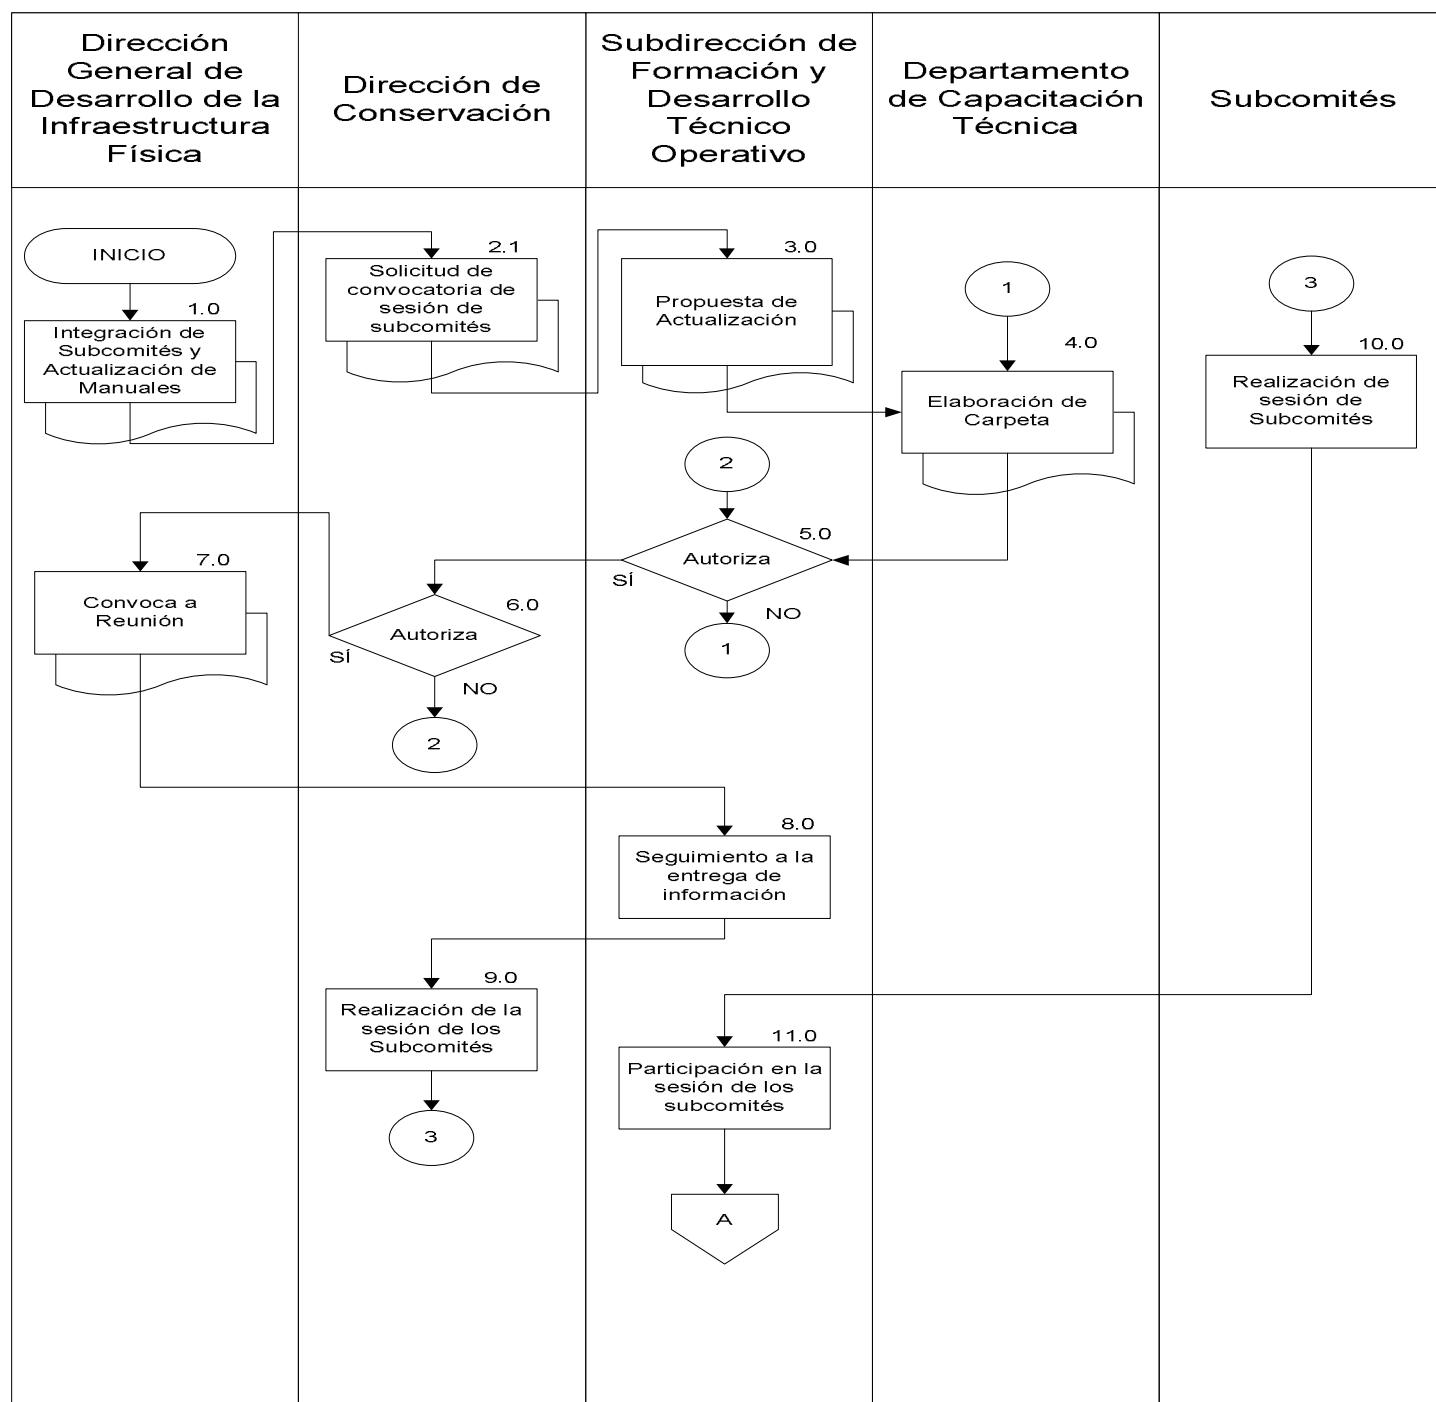 Dirección
General de
Desarrollo de la
Infraestructura
Física
Dirección de
Conservación
Subdirección de
Formación y
Desarrollo
Técnico
Operativo
Departamento
de Capacitación
Técnica
Subcomités
INICIO
1.0
Integración de
Subcomités y
Actualización de
Manuales
2.1
Solicitud de
convocatoria de
sesión de
subcomités
3.0
Propuesta de
Actualización
1
4.0
Elaboración de
Carpeta
3
10.0
Realización de
sesión de
Subcomités
2
5.0
Autoriza
SÍ
NO
1
6.0
Autoriza
SÍ
NO
2
7.0
Convoca a
Reunión
8.0
Seguimiento a la
entrega de
información
9.0
Realización de la
sesión de los
Subcomités
3
11.0
Participación en la
sesión de los
subcomités
A